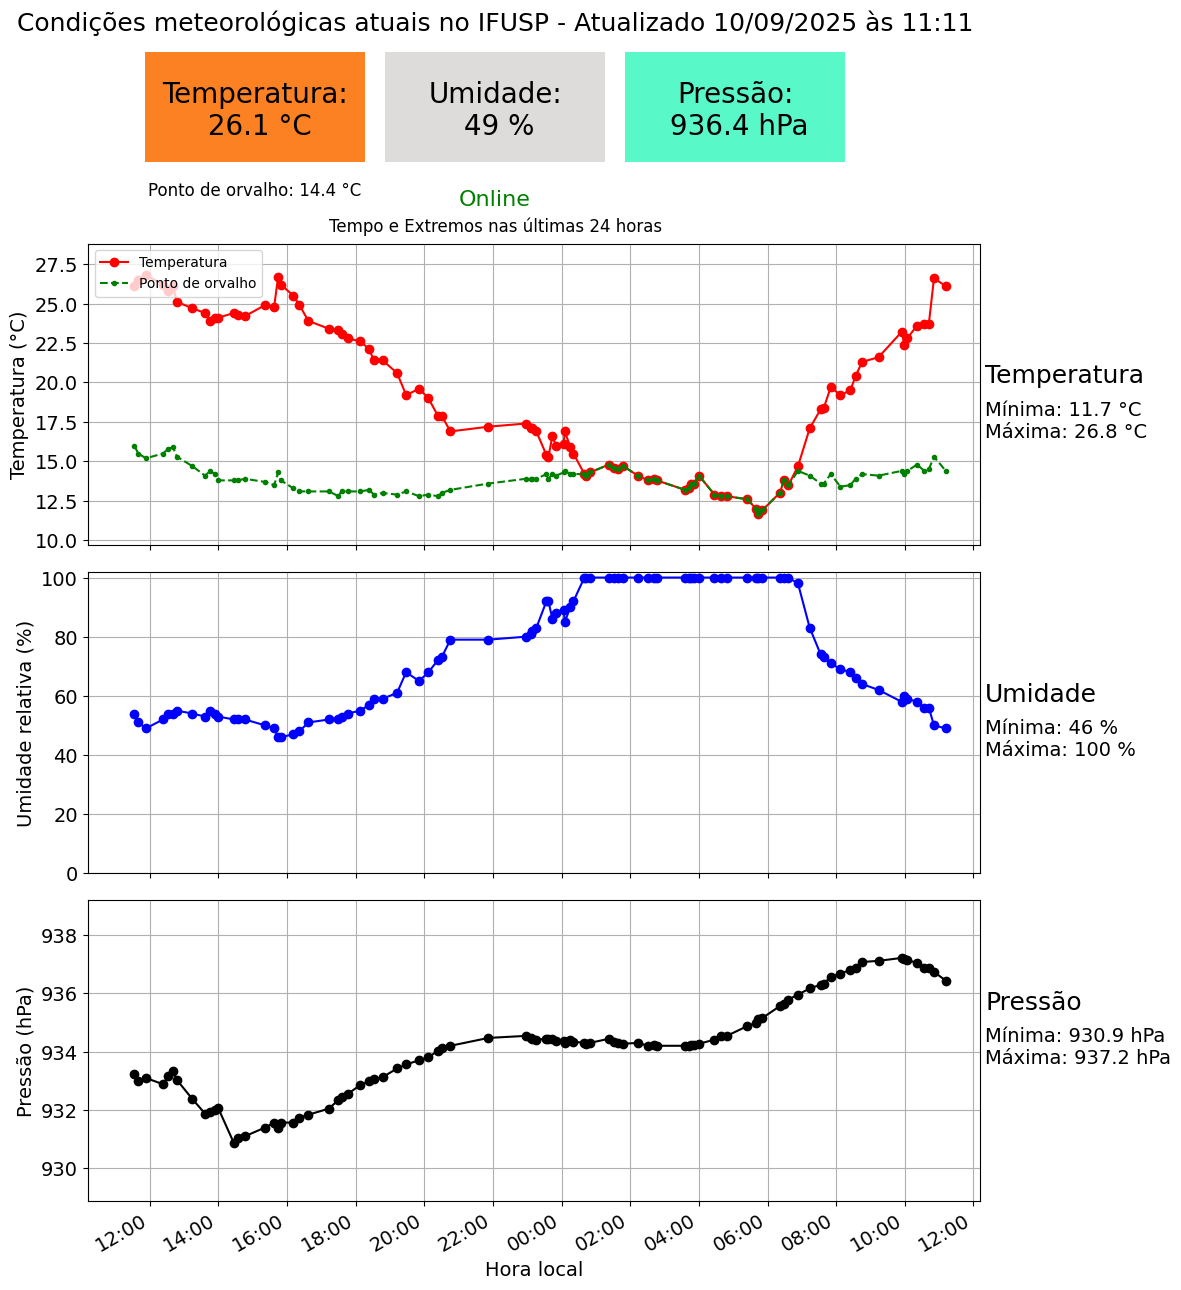 Condições meteorológicas atuais no IFUSP - Atualizado 10/09/2025 às 11:11
Temperatura:
26.1 °C
Umidade:
49 %
Pressão:
936.4 hPa
Ponto de orvalho: 14.4 °C
Online
Tempo e Extremos nas últimas 24 horas
Temperatura
Ponto de orvalho
27.5
25.0
22.5
20.0
17.5
15.0
12.5
10.0
Temperatura (°C)
Temperatura
Mínima: 11.7 °C
Máxima: 26.8 °C
100
80
60
40
20
0
Umidade relativa (%)
Umidade
Mínima: 46 %
Máxima: 100 %
938
936
934
932
930
Pressão (hPa)
Pressão
Mínima: 930.9 hPa
Máxima: 937.2 hPa
12:00
14:00
16:00
18:00
20:00
22:00
00:00
02:00
04:00
06:00
08:00
10:00
12:00
Hora local